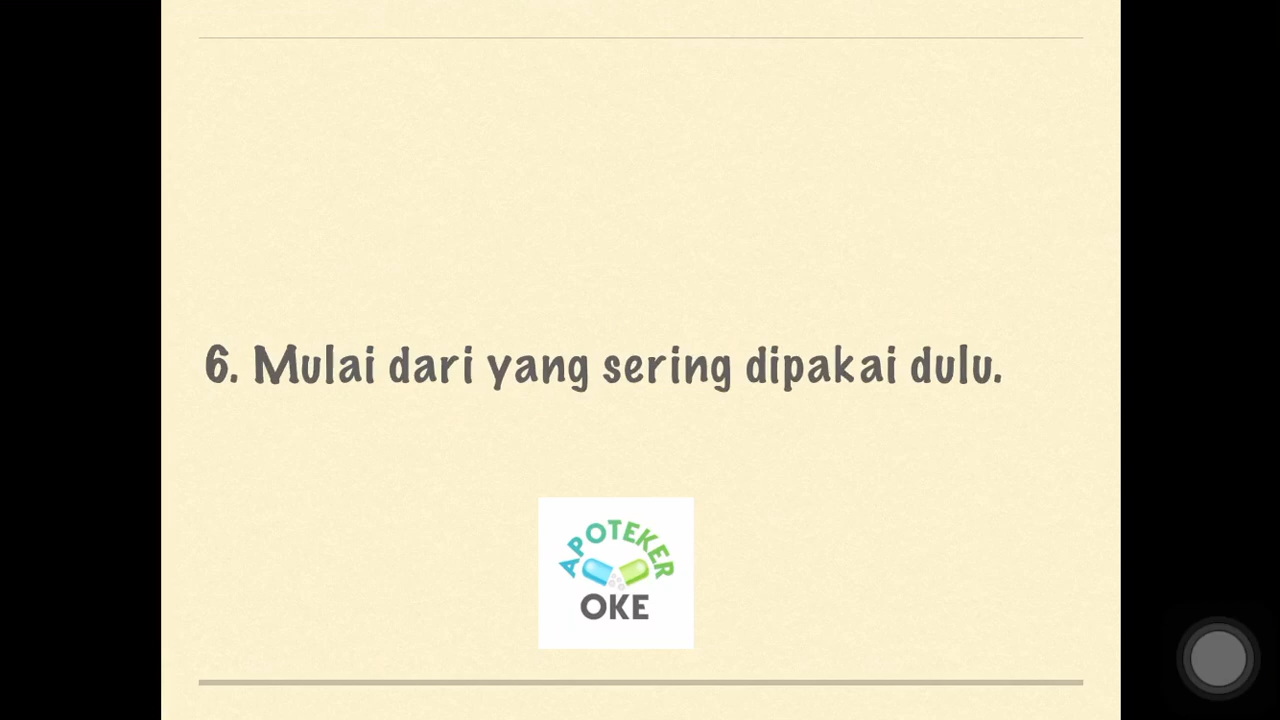 6. Mulai dari yang sering dipakai dulu.
APOTEKER
OKE